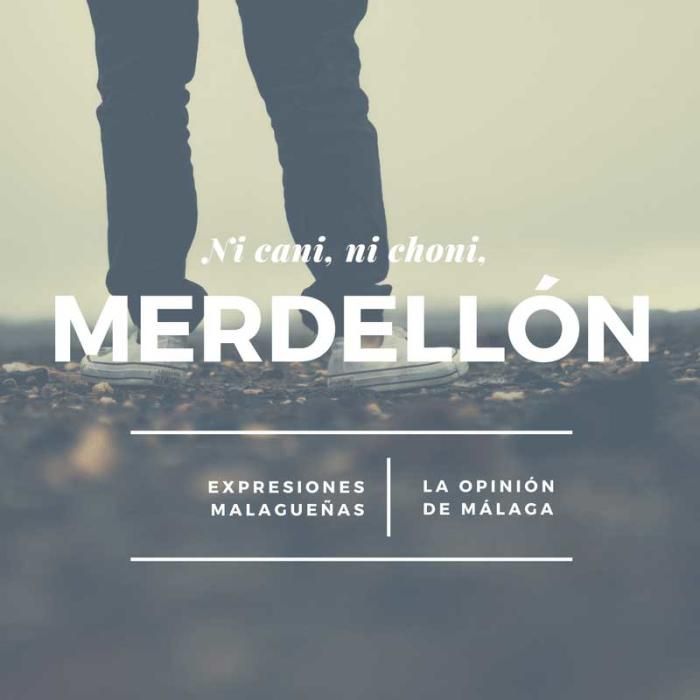 Ni cani, ni choni,
MERDELLÓN
EXPRESIONES
MALAGUEÑAS
LA OPINIÓN
DE MÁLAGA